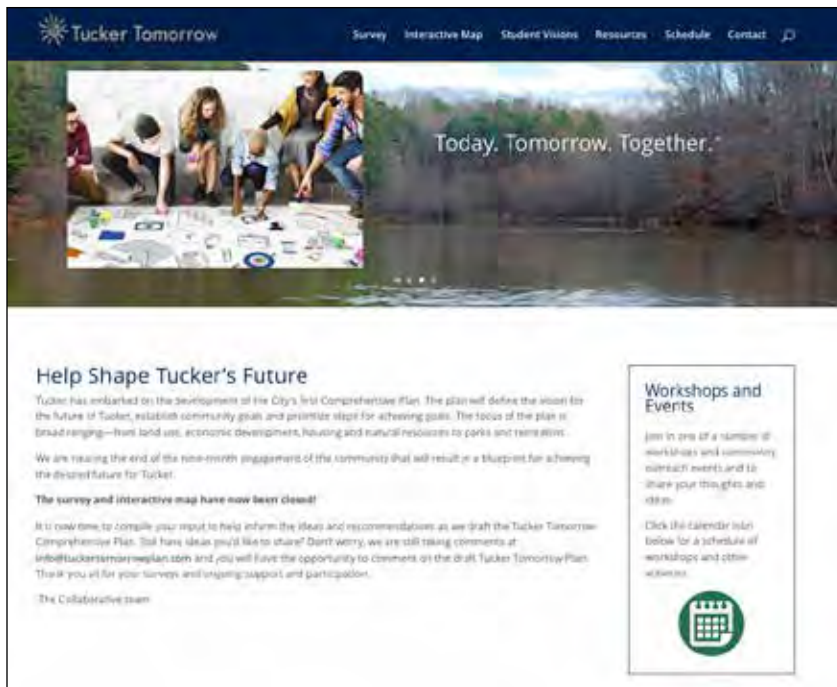 Tucker Tomorrow
Survey Interactive Map Student Visions Resources Schedule Contact
Today. Tomorrow. Together.
Help Shape Tucker's Future
Tucker has embarked on the development of the City's first Comprehensive Plan. The plan will define the vision for
the future of Tucker, establish community goals and prioritize steps for achieving goals. The focus of the plan is
broad ranging—from land use, economic development, housing and natural resources to parks and recreation.
We are nearing the end of the nine-month engagement of the community that will result in a blueprint for achieving
the desired future for Tucker.
The survey and interactive map have now been closed!
It is now time to compile your input to help inform the ideas and recommendations as we draft the Tucker Tomorrow
Comprehensive Plan. Still have ideas you'd like to share? Don't worry, we are still taking comments at
info@tuckertomorrowplan.com and you will have the opportunity to comment on the draft Tucker Tomorrow Plan.
Thank you all for your surveys and ongoing support and participation.
The Collaborative team
Workshops and
Events
Join in one of a number of
workshops and community
outreach events and to
share your thoughts and
ideas.
Click the calendar icon
below for a schedule of
workshops and other